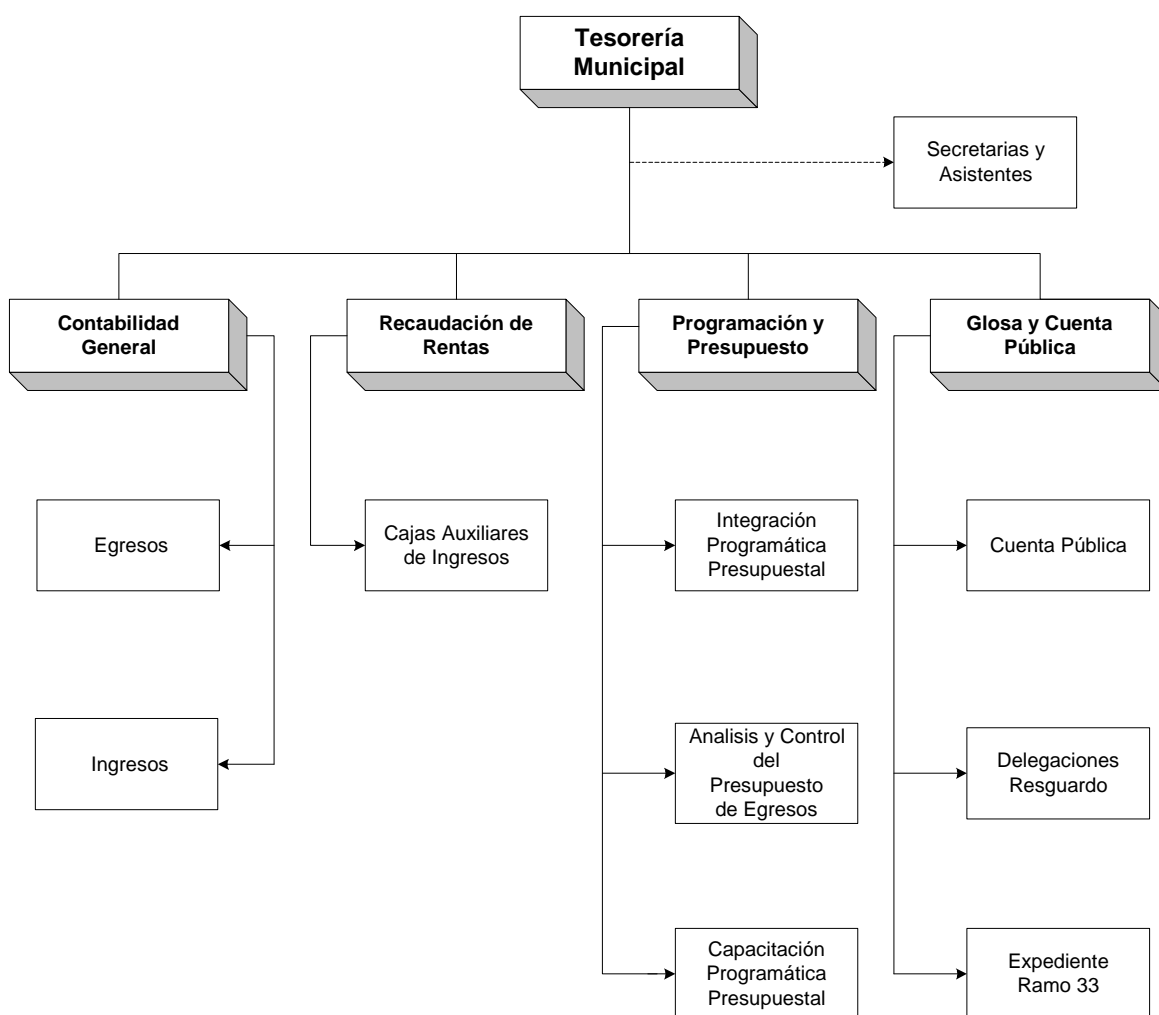 Tesorería
Municipal
Secretarias y
Asistentes
Contabilidad
General
Recaudación de
Rentas
Programación y
Presupuesto
Glosa y Cuenta
Pública
Egresos
Cajas Auxiliares
de Ingresos
Integración
Programática
Presupuestal
Cuenta Pública
Ingresos
Analisis y Control
del
Presupuesto
de Egresos
Delegaciones
Resguardo
Capacitación
Programática
Presupuestal
Expediente
Ramo 33